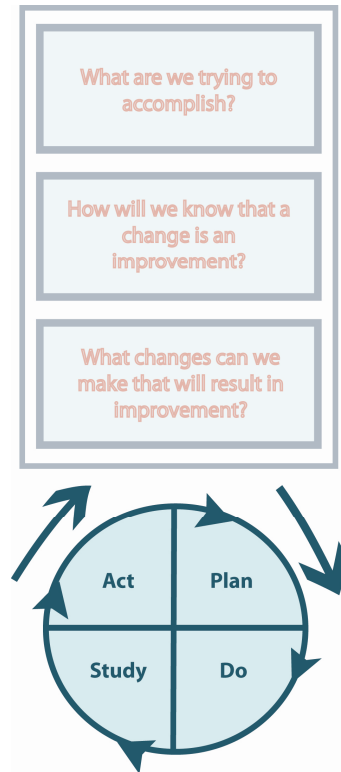 What are we trying to
accomplish?
How will we know that a
change is an
improvement?
What changes can we
make that will result in
improvement?
Act
Plan
Study
Do